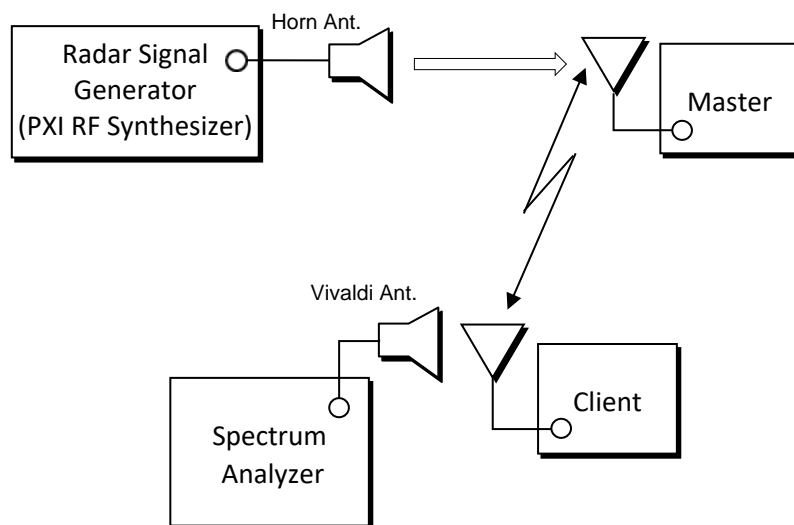 Horn Ant.
Radar Signal
Generator
(PXI RF Synthesizer)
Master
Vivaldi Ant.
Client
Spectrum
Analyzer